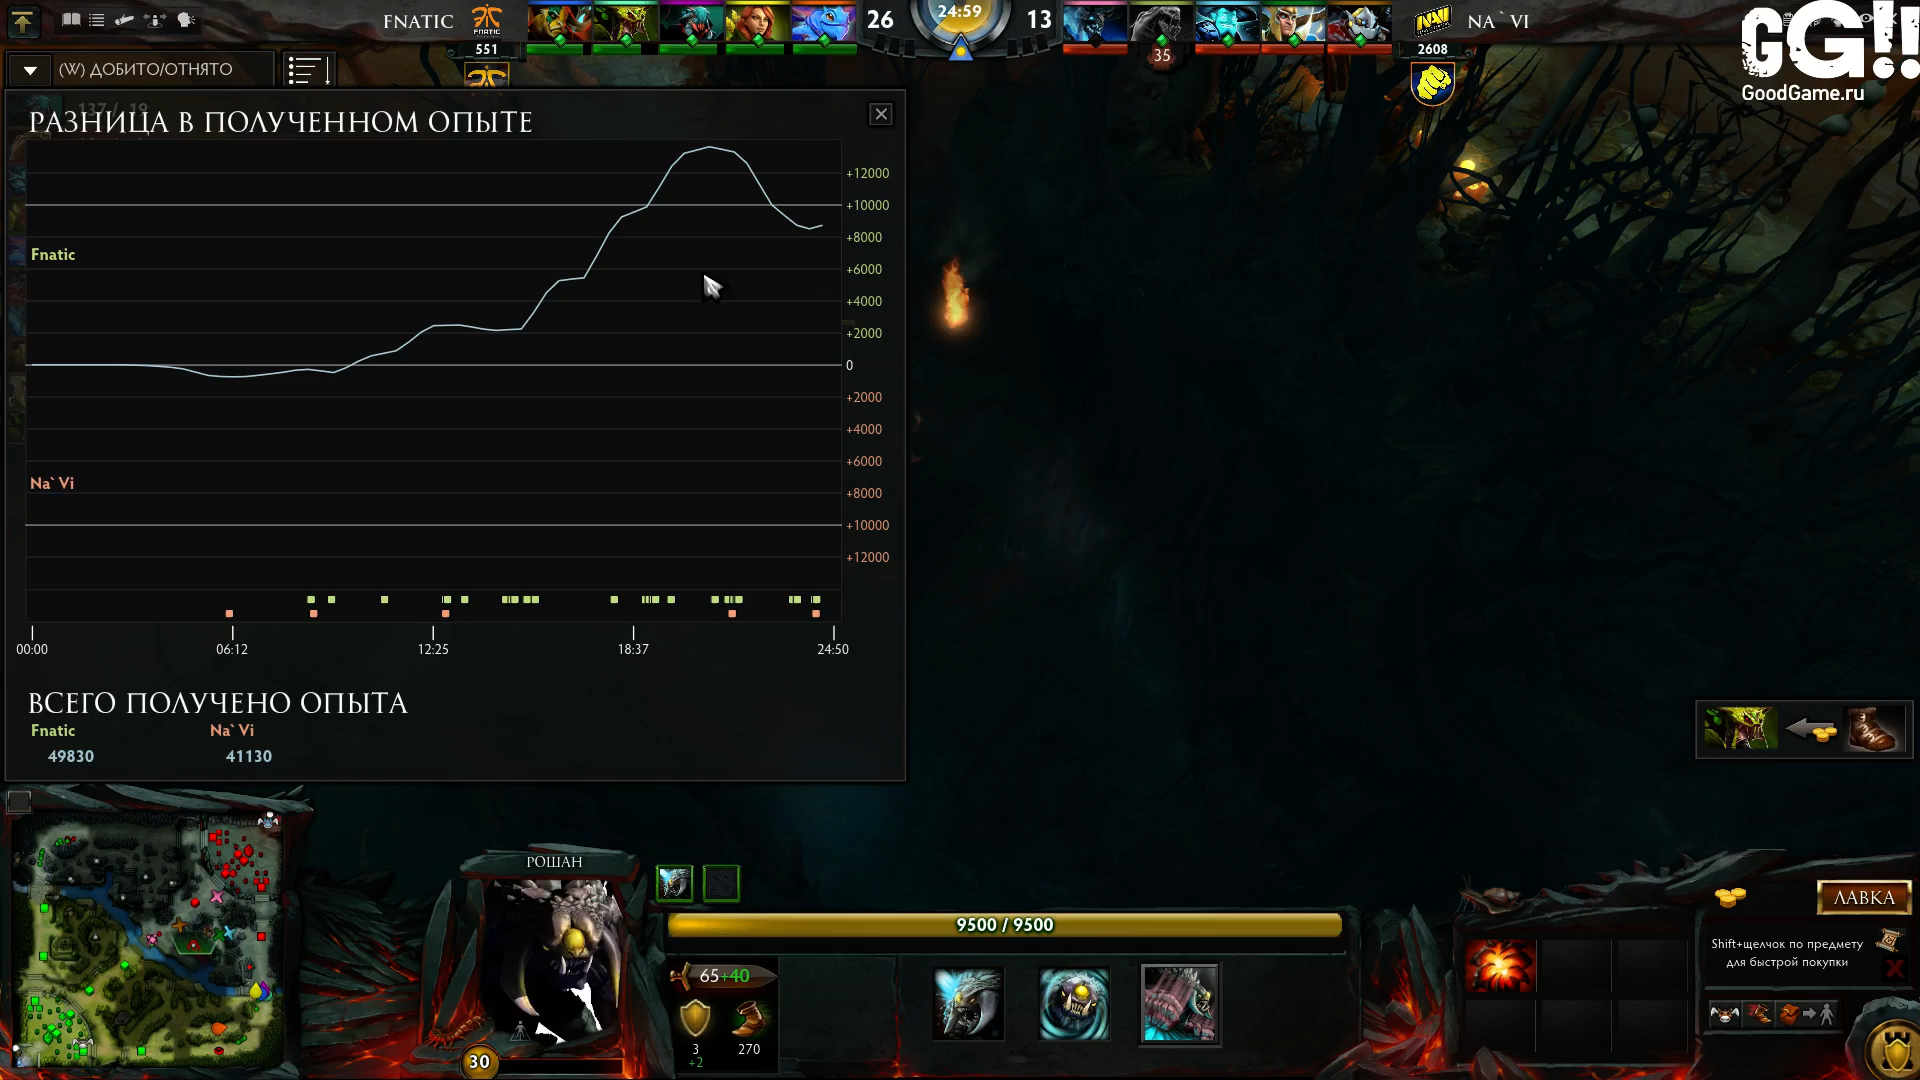 FNATIC
FNATIC
551
26
24:59
13
35
2608
NA`VI
GG!!
GoodGame.ru
(W) ДОБИТО/ОТНЯТО
137/ 19
РАЗНИЦА В ПОЛУЧЕННОМ ОПЫТЕ
+12000
+10000
+8000
Fnatic
+6000
+4000
+2000
0
+2000
+4000
+6000
Na`Vi
+8000
+10000
+12000
00:00
06:12
12:25
18:37
24:50
ВСЕГО ПОЛУЧЕНО ОПЫТА
Fnatic
Na`Vi
49830
41130
РОШАН
9500 / 9500
65+40
3
+2
270
30
ЛАВКА
Shift+щелчок по предмету
для быстрой покупки